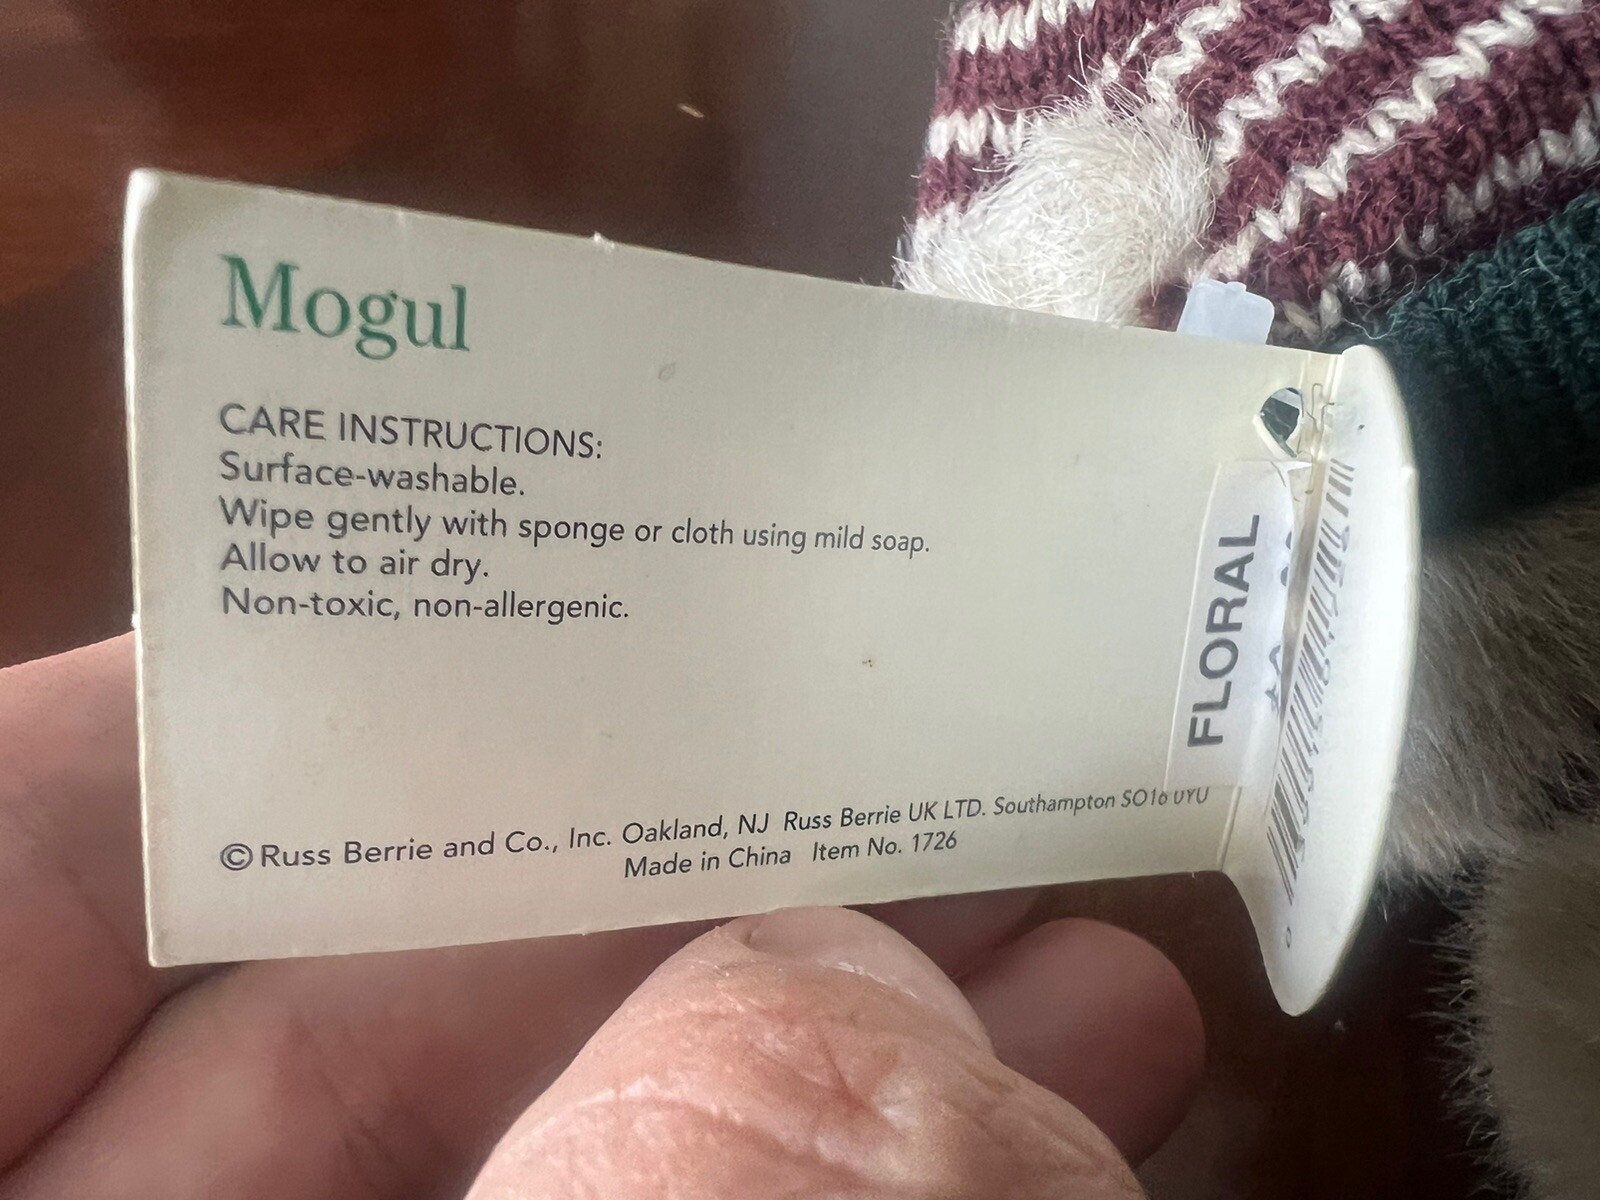 Mogul
CARE INSTRUCTIONS:
Surface-washable.
Wipe gently with sponge or cloth using mild soap.
Allow to air dry.
Non-toxic, non-allergenic.
FLORAL
© Russ Berrie and Co., Inc. Oakland, NJ Russ Berrie UK LTD. Southampton SO16
Made in China Item No. 1726